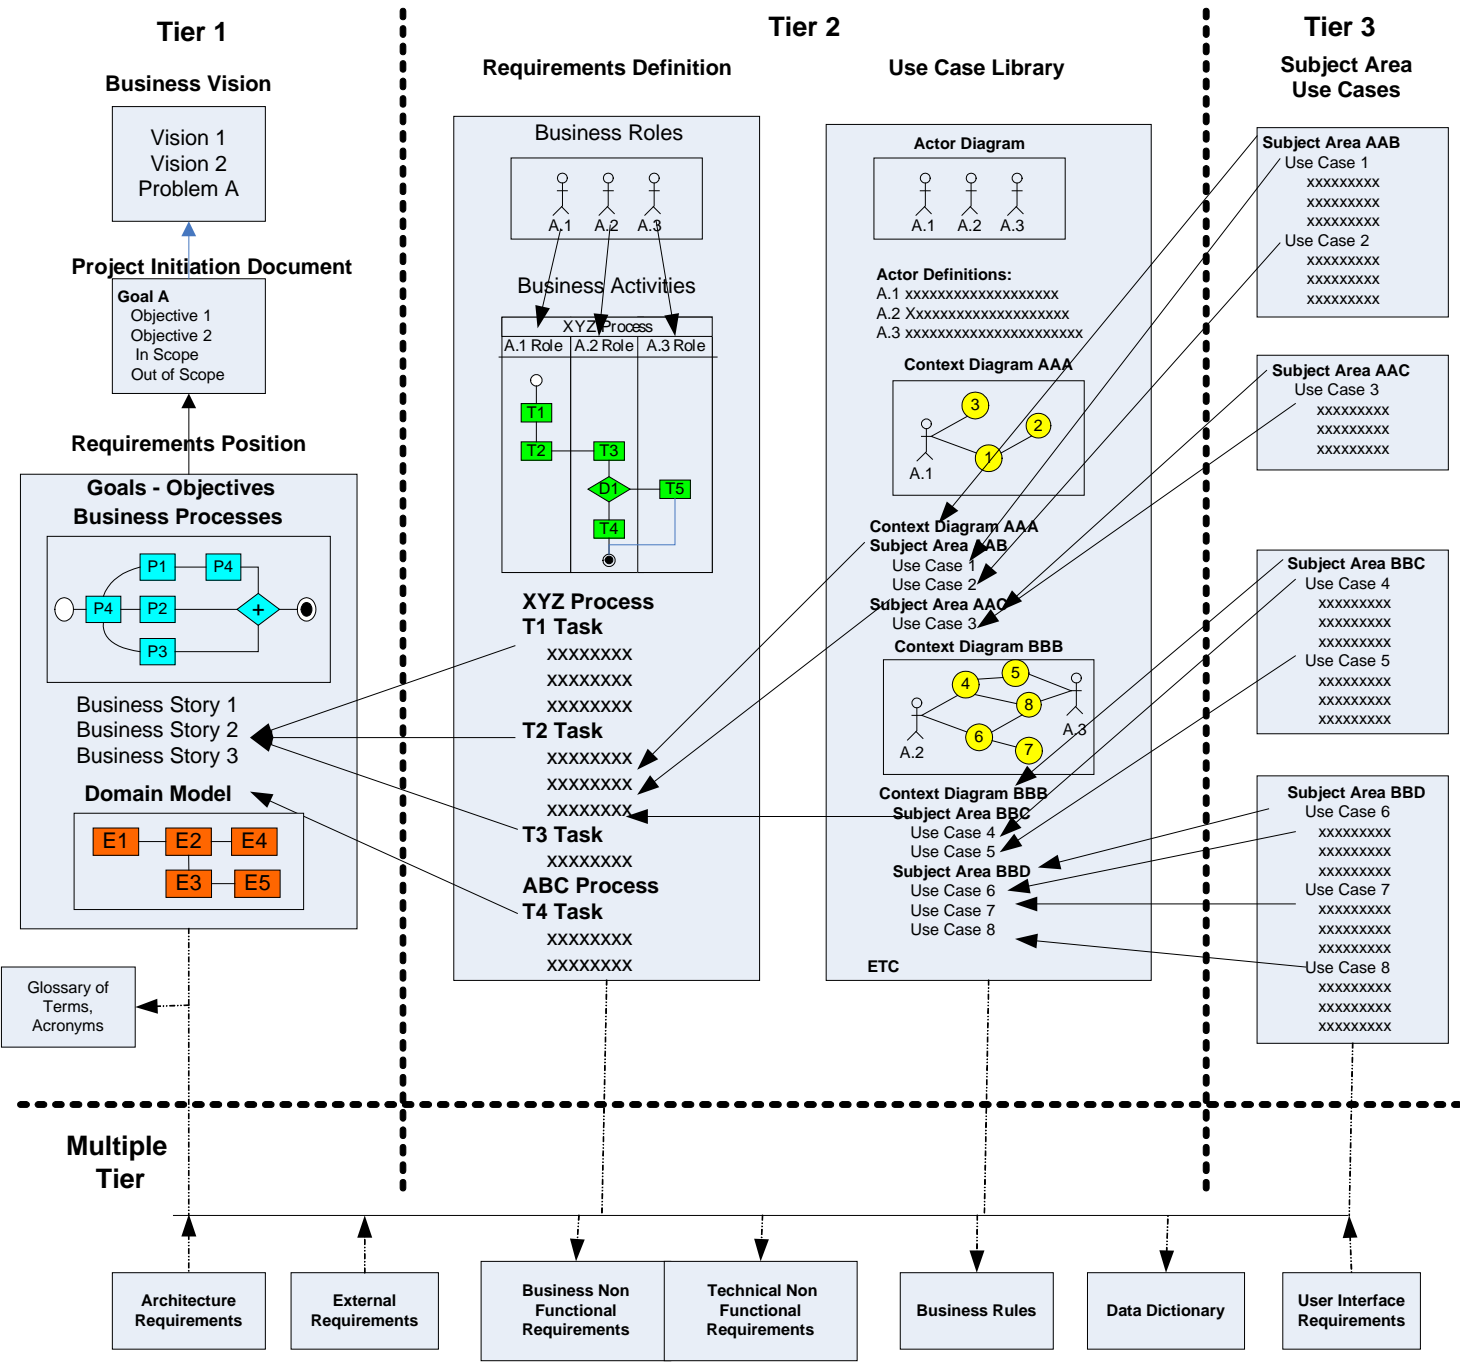 Tier 1
Business Vision
Vision 1
Vision 2
Problem A
Project Initiation Document
Goal A
Objective 1
Objective 2
In Scope
Out of Scope
Requirements Position
Goals - Objectives
Business Processes
P1
P4
P4
P2
+
P3
Business Story 1
Business Story 2
Business Story 3
Domain Model
E1
E2
E4
E3
E5
Glossary of
Terms,
Acronyms
Tier 2
Requirements Definition
Business Roles
A.1
A.2
A.3
Business Activities
XYZ Process
A.1 Role
A.2 Role
A.3 Role
T1
T2
T3
D1
T5
T4
XYZ Process
T1 Task
xxxxxxxx
xxxxxxxx
xxxxxxxx
T2 Task
xxxxxxxx
xxxxxxxx
xxxxxxxx
T3 Task
xxxxxxxx
ABC Process
T4 Task
xxxxxxxx
xxxxxxxx
Use Case Library
Actor Diagram
A.1
A.2
A.3
Actor Definitions:
A.1 xxxxxxxxxxxxxxxxxxx
A.2 Xxxxxxxxxxxxxxxxxxxx
A.3 xxxxxxxxxxxxxxxxxxxxxx
Context Diagram AAA
3
2
1
A.1
Context Diagram AAA
Subject Area AAB
Use Case 1
Use Case 2
Subject Area AAC
Use Case 3
Context Diagram BBB
5
4
8
6
7
A.2
A.3
Context Diagram BBB
Subject Area BBC
Use Case 4
Use Case 5
Subject Area BBD
Use Case 6
Use Case 7
Use Case 8
ETC
Tier 3
Subject Area
Use Cases
Subject Area AAB
Use Case 1
xxxxxxxxx
xxxxxxxxx
xxxxxxxxx
Use Case 2
xxxxxxxxx
xxxxxxxxx
xxxxxxxxx
Subject Area AAC
Use Case 3
xxxxxxxxx
xxxxxxxxx
xxxxxxxxx
Subject Area BBC
Use Case 4
xxxxxxxxx
xxxxxxxxx
xxxxxxxxx
Use Case 5
xxxxxxxxx
xxxxxxxxx
xxxxxxxxx
Subject Area BBD
Use Case 6
xxxxxxxxx
xxxxxxxxx
xxxxxxxxx
Use Case 7
xxxxxxxxx
xxxxxxxxx
xxxxxxxxx
Use Case 8
xxxxxxxxx
xxxxxxxxx
xxxxxxxxx
Multiple
Tier
Architecture
Requirements
External
Requirements
Business Non
Functional
Requirements
Technical Non
Functional
Requirements
Business Rules
Data Dictionary
User Interface
Requirements